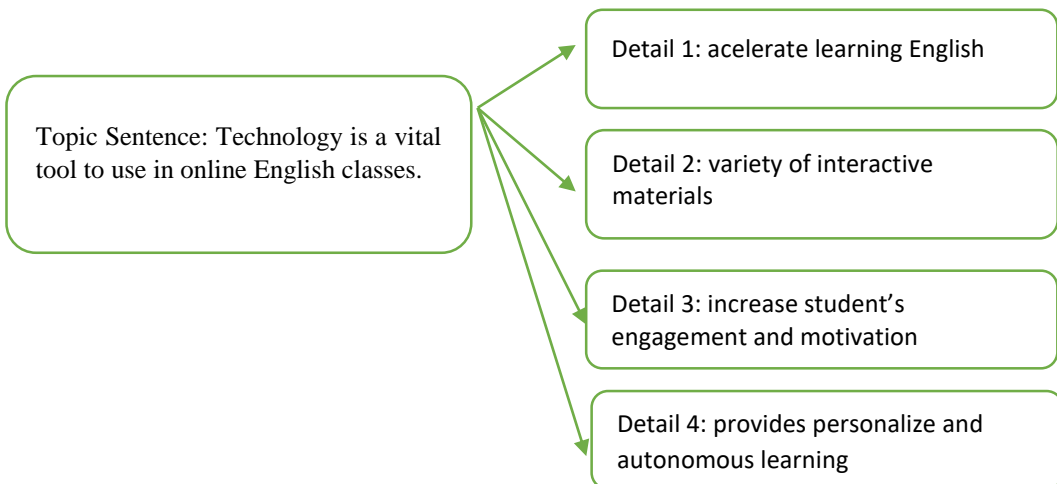 Topic Sentence: Technology is a vital
tool to use in online English classes.
Detail 1: acelerate learning English
Detail 2: variety of interactive
materials
Detail 3: increase student’s
engagement and motivation
Detail 4: provides personalize and
autonomous learning